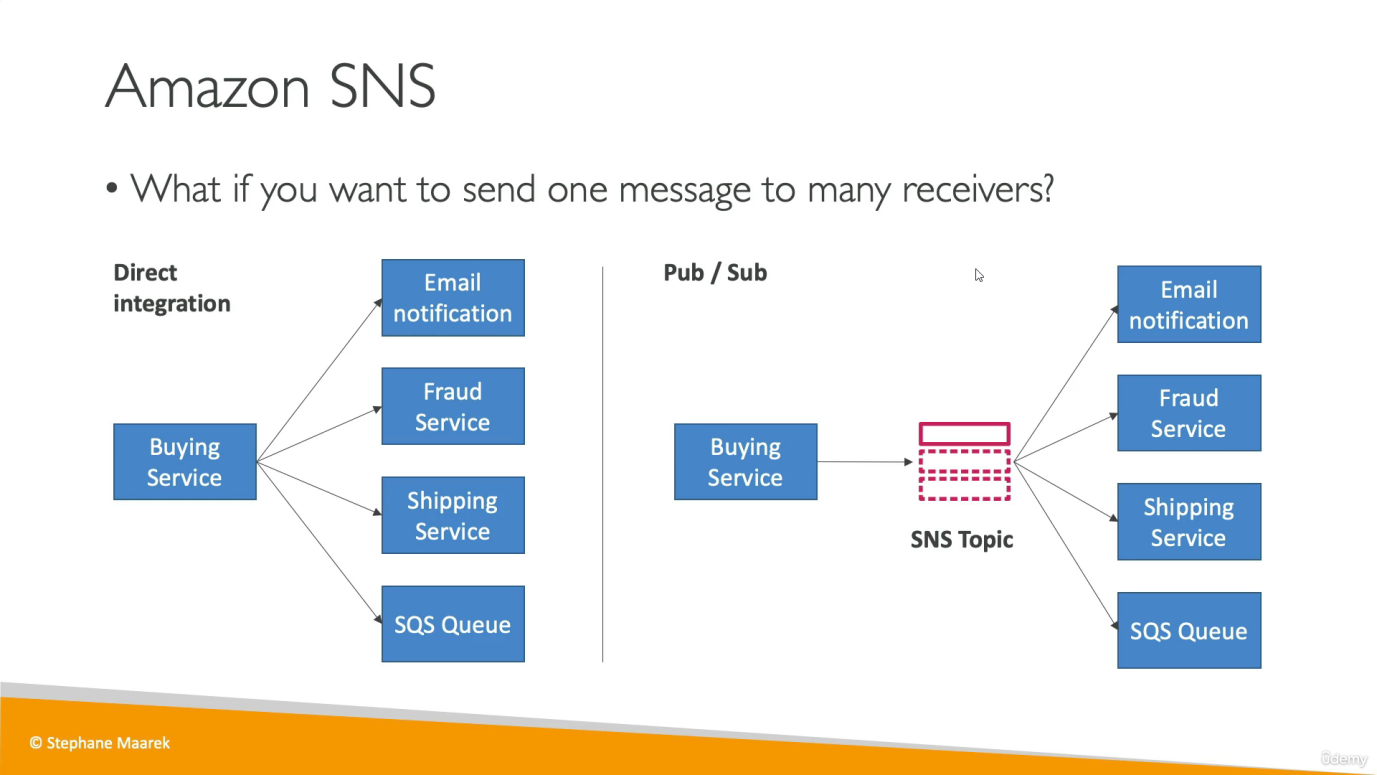 Amazon SNS
• What if you want to send one message to many receivers?
Direct
integration
Email
notification
Fraud
Service
Buying
Service
Shipping
Service
SQS Queue
Pub / Sub
Email
notification
Fraud
Service
Buying
Service
SNS Topic
Shipping
Service
SQS Queue
© Stephane Maarek
ûdemy